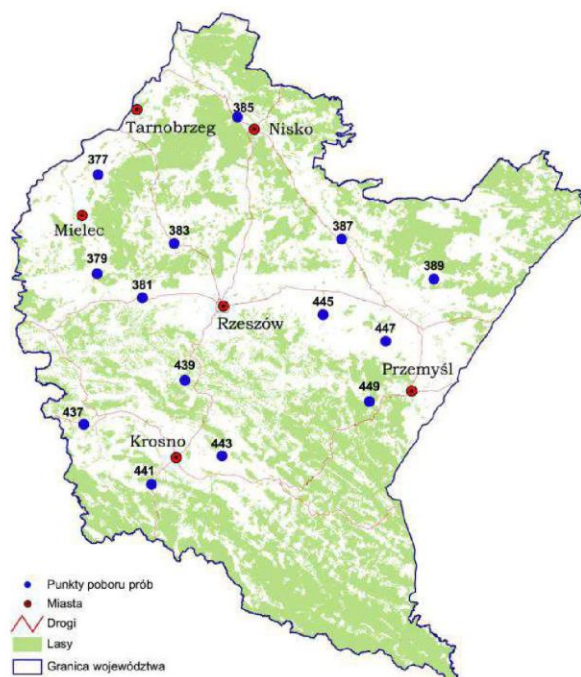 385
Tarnobrzeg
Nisko
377
Mielec
383
387
379
389
381
445
Rzeszów
447
439
Przemyśl
449
437
Krosno
443
441
Punkty poboru prób
Miasta
Drogi
Lasy
Granica województwa